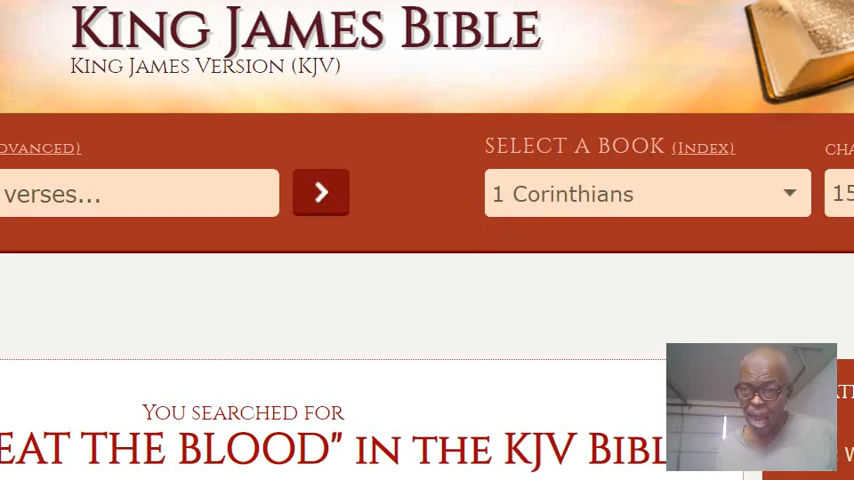 King James Bible
King James Version (KJV)
dvanced)
SELECT A BOOK (Index)
CHA
verses...
1 Corinthians
15
You searched for
EAT THE BLOOD" in the KJV Bibl